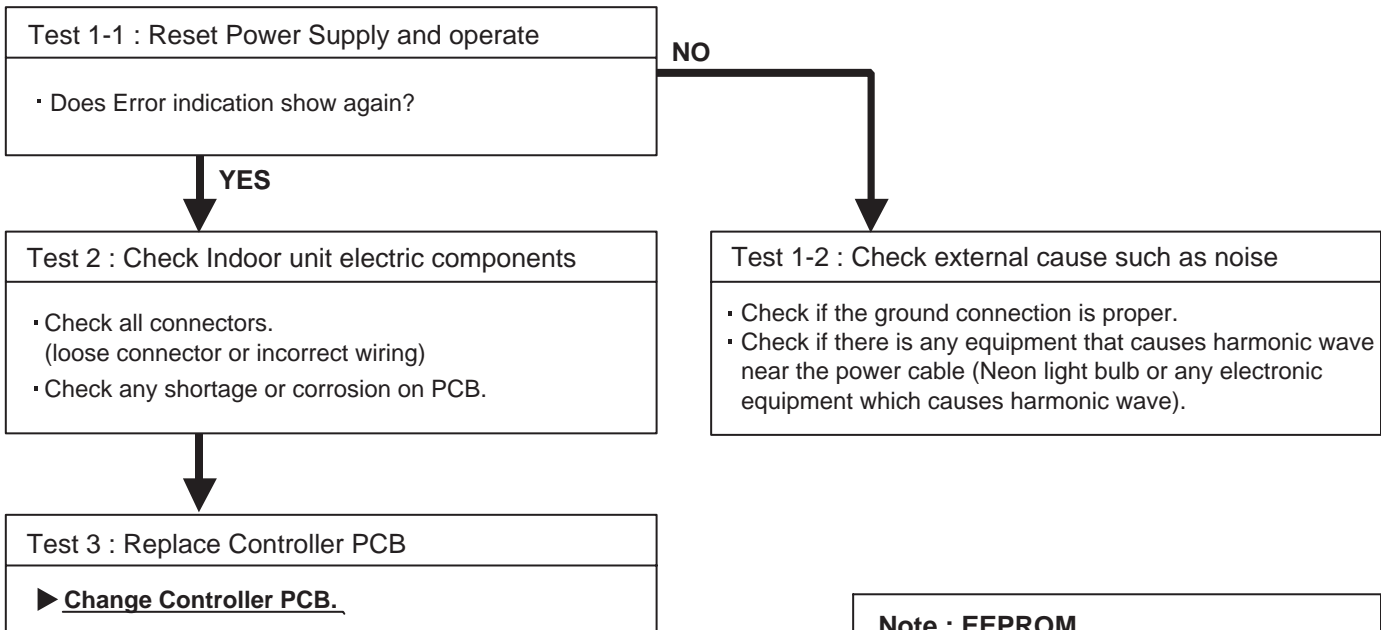 Test 1-1 : Reset Power Supply and operate
· Does Error indication show again?
NO
YES
Test 2 : Check Indoor unit electric components
· Check all connectors.
(loose connector or incorrect wiring)
· Check any shortage or corrosion on PCB.
Test 1-2 : Check external cause such as noise
· Check if the ground connection is proper.
· Check if there is any equipment that causes harmonic wave
near the power cable (Neon light bulb or any electronic
equipment which causes harmonic wave).
Test 3 : Replace Controller PCB
▶ Change Controller PCB.
Note : EEPROM